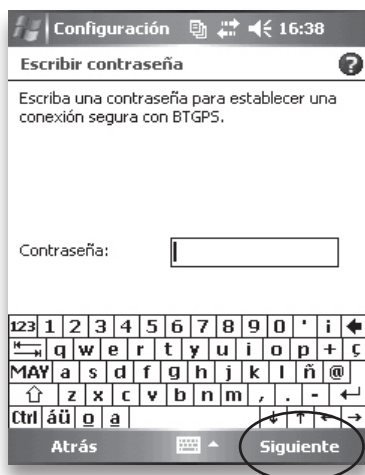 Configuración 16:38
Escribir contraseña ?
Escriba una contraseña para establecer una
conexión segura con BTGPS.
Contraseña:
123 1 2 3 4 5 6 7 8 9 0 ' ¡
q w e r t y u i o p + ç
MAY a s d f g h j k l ñ @
z x c v b n m , . -
Ctrl áü º ª
Atrás Siguiente